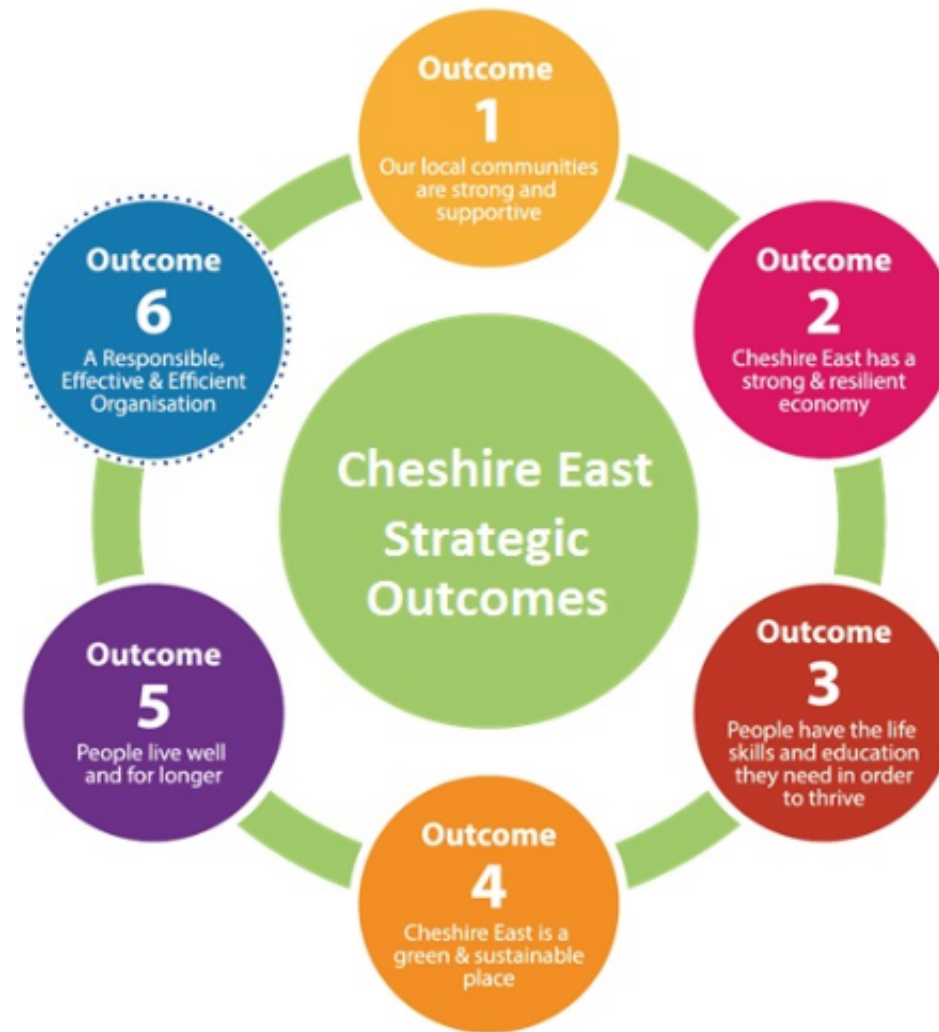 Outcome
1
Our local communities
are strong and
supportive
Outcome
2
Cheshire East has a
strong & resilient
economy
Outcome
3
People have the life
skills and education
they need in order
to thrive
Outcome
4
Cheshire East is a
green & sustainable
place
Outcome
5
People live well
and for longer
Outcome
6
A Responsible,
Effective & Efficient
Organisation
Cheshire East
Strategic
Outcomes